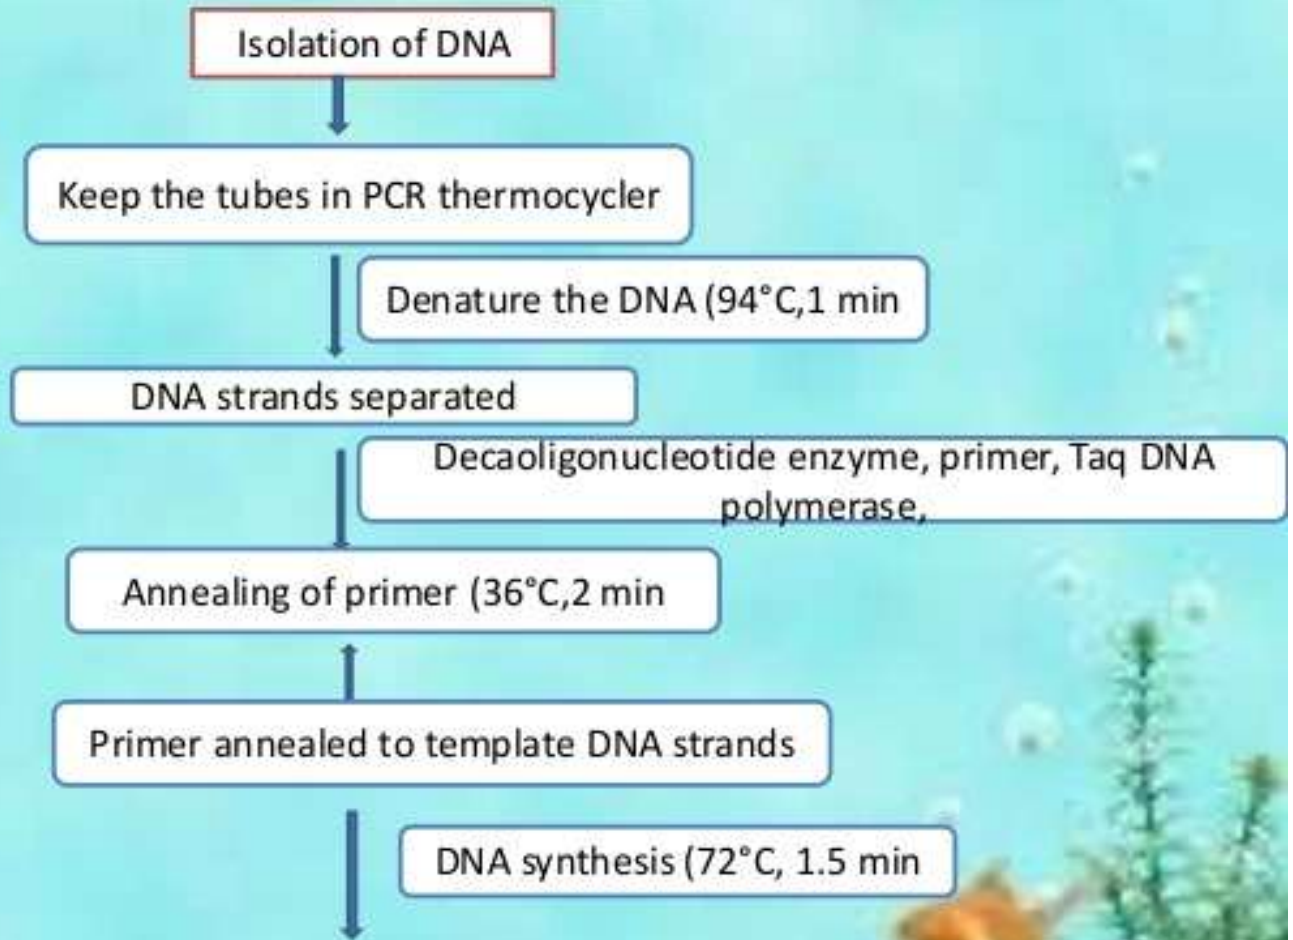 Isolation of DNA
Keep the tubes in PCR thermocycler
Denature the DNA (94°C,1 min
DNA strands separated
Decaoligonucleotide enzyme, primer, Taq DNA
polymerase,
Annealing of primer (36°C,2 min
Primer annealed to template DNA strands
DNA synthesis (72°C, 1.5 min